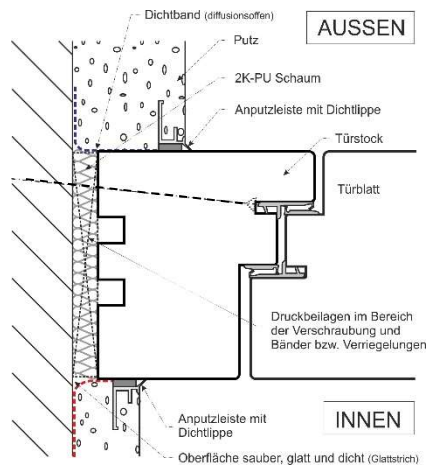 Dichtband (diffusionsoffen)
AUSSEN
Putz
2K-PU Schaum
Anputzleiste mit Dichtlippe
Türstock
Türblatt
Druckbeilagen im Bereich
der Verschraubung und
Bänder bzw. Verriegelungen
Anputzleiste mit
Dichtlippe
INNEN
Oberfläche sauber, glatt und dicht (Glattstrich)